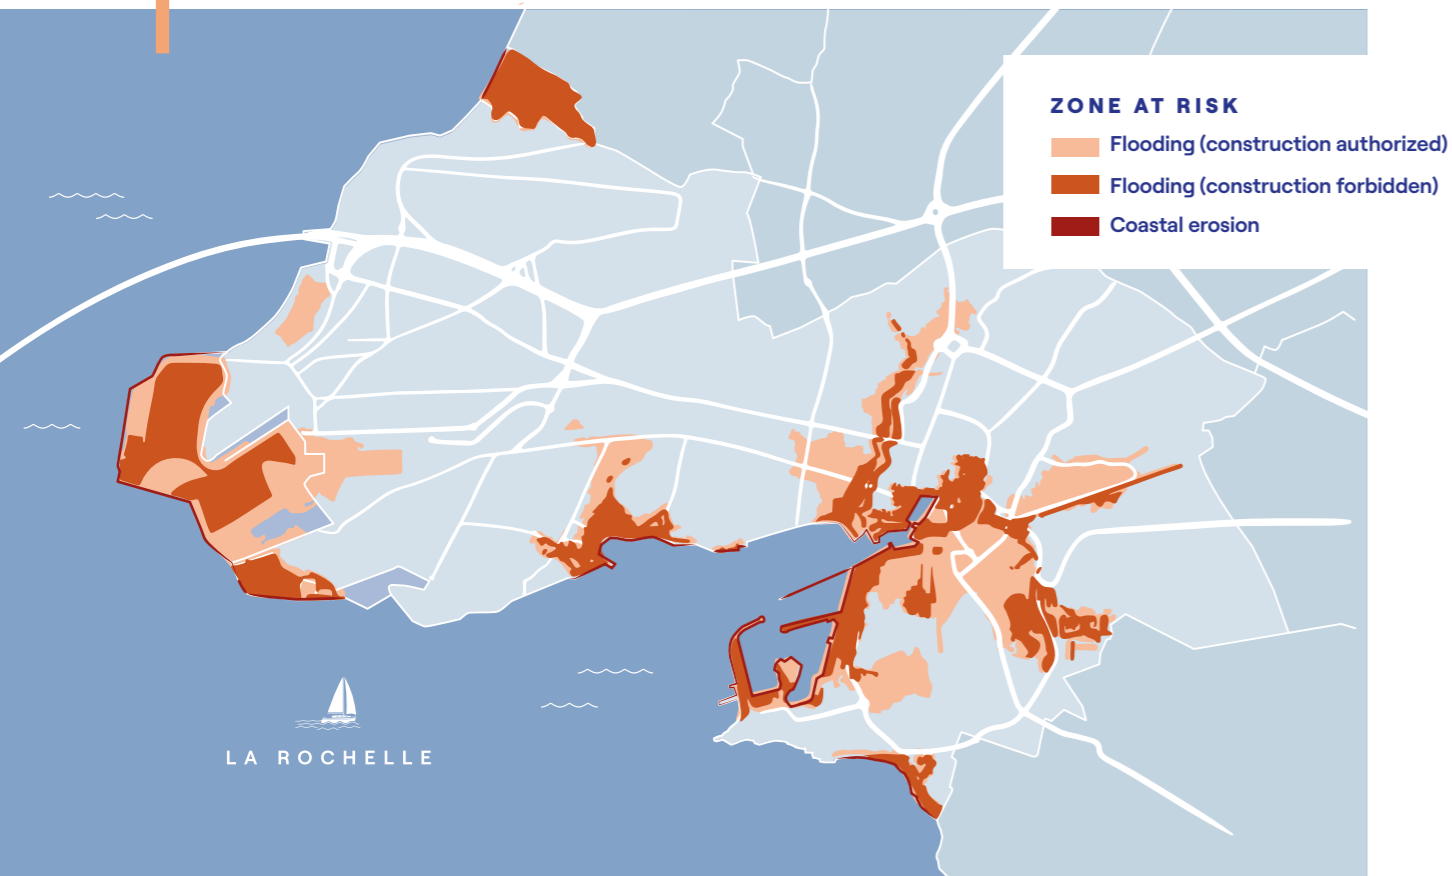 ZONE AT RISK
Flooding (construction authorized)
Flooding (construction forbidden)
Coastal erosion
LA ROCHELLE